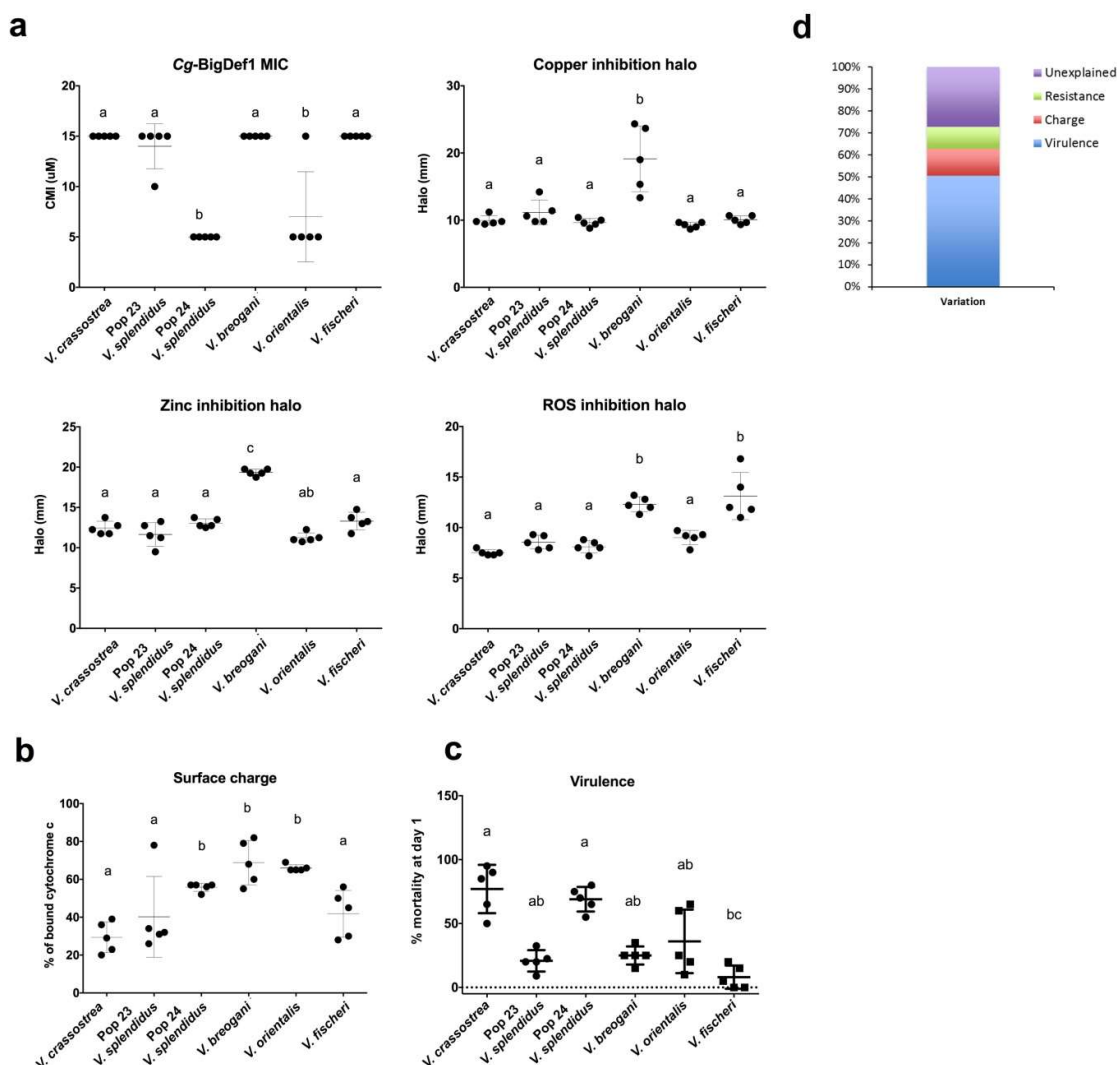 a
Cg-BigDef1 MIC
CMI (uM)
20
15
10
5
0
a
a
b
a
b
a
V. crassostrea
Pop 23
V. splendidus
Pop 24
V. splendidus
V. breogani
V. orientalis
V. fischeri
Copper inhibition halo
Halo (mm)
30
20
10
0
a
a
a
b
a
a
V. crassostrea
Pop 23
V. splendidus
Pop 24
V. splendidus
V. breogani
V. orientalis
V. fischeri
d
100%
90%
80%
70%
60%
50%
40%
30%
20%
10%
0%
Variation
Unexplained
Resistance
Charge
Virulence
Zinc inhibition halo
Halo (mm)
25
20
15
10
5
0
a
a
a
c
ab
a
V. crassostrea
Pop 23
V. splendidus
Pop 24
V. splendidus
V. breogani
V. orientalis
V. fischeri
ROS inhibition halo
Halo (mm)
20
15
10
5
0
a
a
a
b
a
b
V. crassostrea
Pop 23
V. splendidus
Pop 24
V. splendidus
V. breogani
V. orientalis
V. fischeri
b
Surface charge
% of bound cytochrome c
100
80
60
40
20
0
a
a
b
b
b
a
V. crassostrea
Pop 23
V. splendidus
Pop 24
V. splendidus
V. breogani
V. orientalis
V. fischeri
c
Virulence
% mortality at day 1
150
100
50
0
a
ab
a
ab
ab
bc
V. crassostrea
Pop 23
V. splendidus
Pop 24
V. splendidus
V. breogani
V. orientalis
V. fischeri